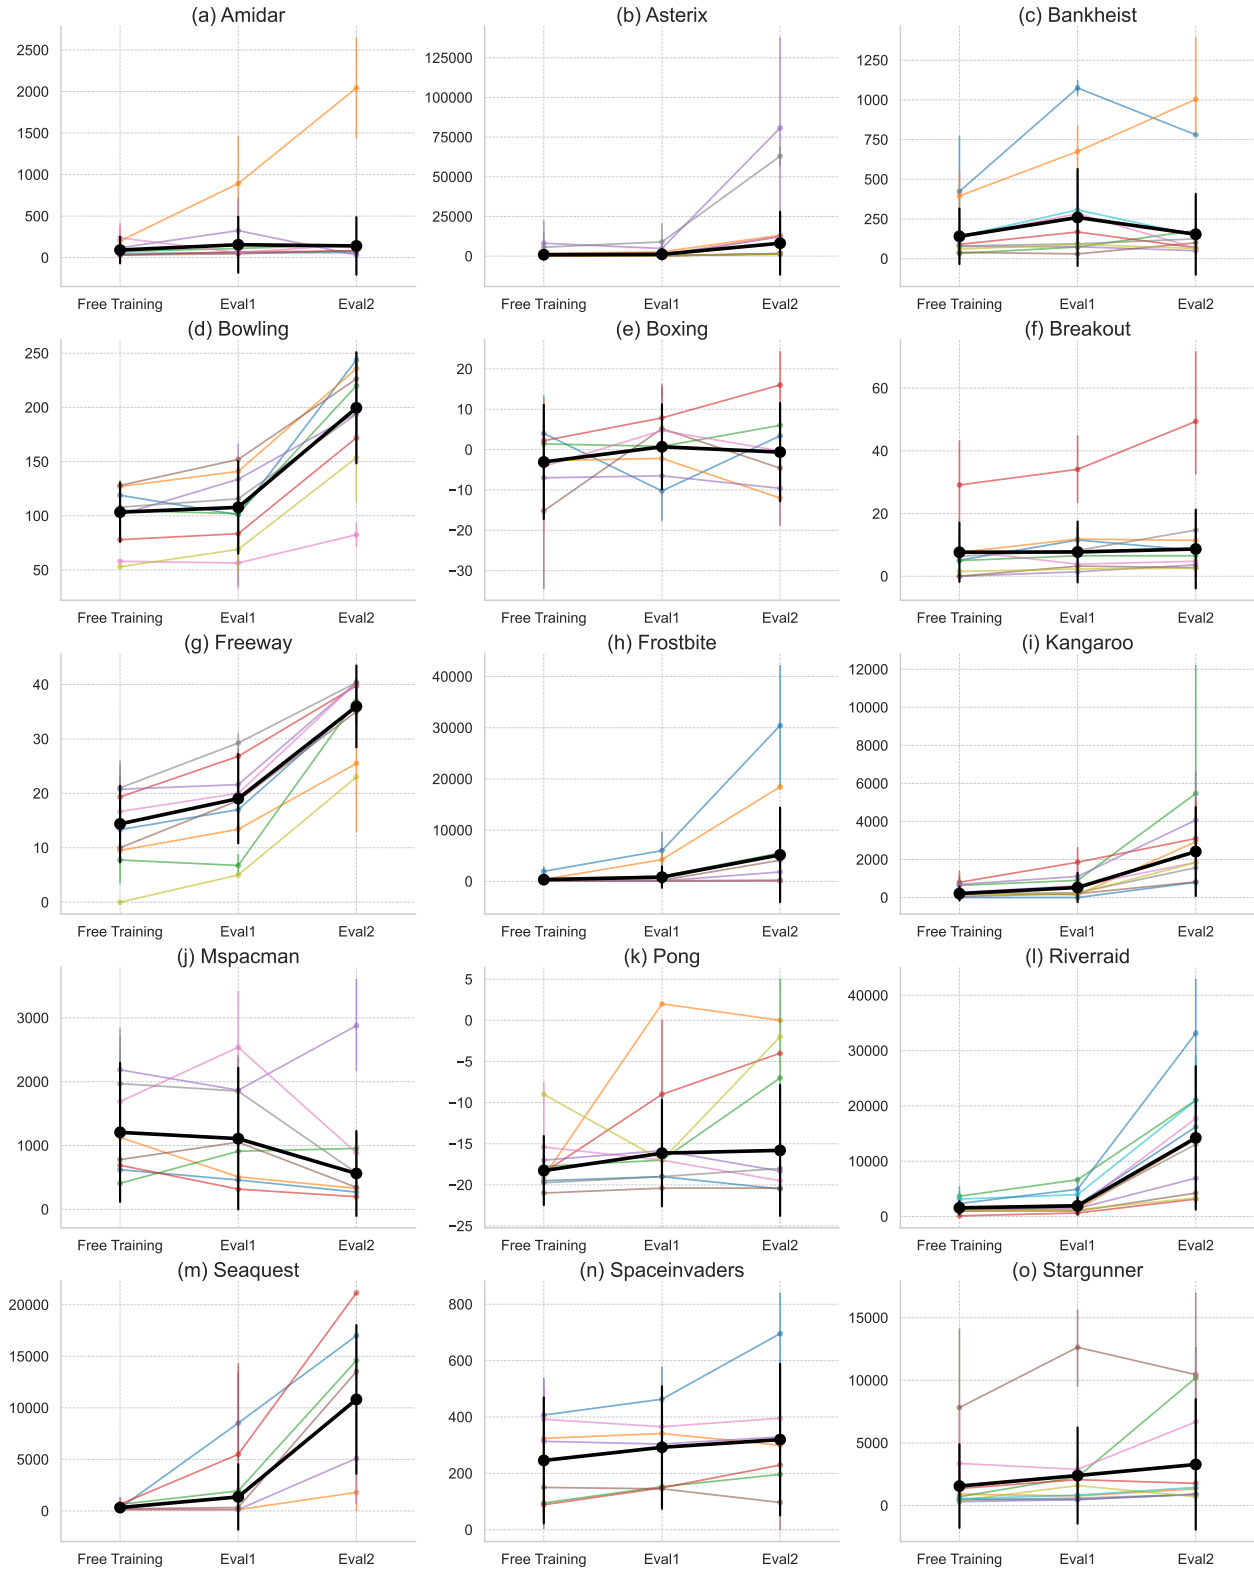 (a) Amidar
2500
2000
1500
1000
500
0
Free Training Eval1 Eval2
(b) Asterix
125000
100000
75000
50000
25000
0
Free Training Eval1 Eval2
(c) Bankheist
1250
1000
750
500
250
0
Free Training Eval1 Eval2
(d) Bowling
250
200
150
100
50
Free Training Eval1 Eval2
(e) Boxing
20
10
0
−10
−20
−30
Free Training Eval1 Eval2
(f) Breakout
60
40
20
0
Free Training Eval1 Eval2
(g) Freeway
40
30
20
10
0
Free Training Eval1 Eval2
(h) Frostbite
40000
30000
20000
10000
0
Free Training Eval1 Eval2
(i) Kangaroo
12000
10000
8000
6000
4000
2000
0
Free Training Eval1 Eval2
(j) Mspacman
3000
2000
1000
0
Free Training Eval1 Eval2
(k) Pong
5
0
−5
−10
−15
−20
−25
Free Training Eval1 Eval2
(l) Riverraid
40000
30000
20000
10000
0
Free Training Eval1 Eval2
(m) Seaquest
20000
15000
10000
5000
0
Free Training Eval1 Eval2
(n) Spaceinvaders
800
600
400
200
0
Free Training Eval1 Eval2
(o) Stargunner
15000
10000
5000
0
Free Training Eval1 Eval2